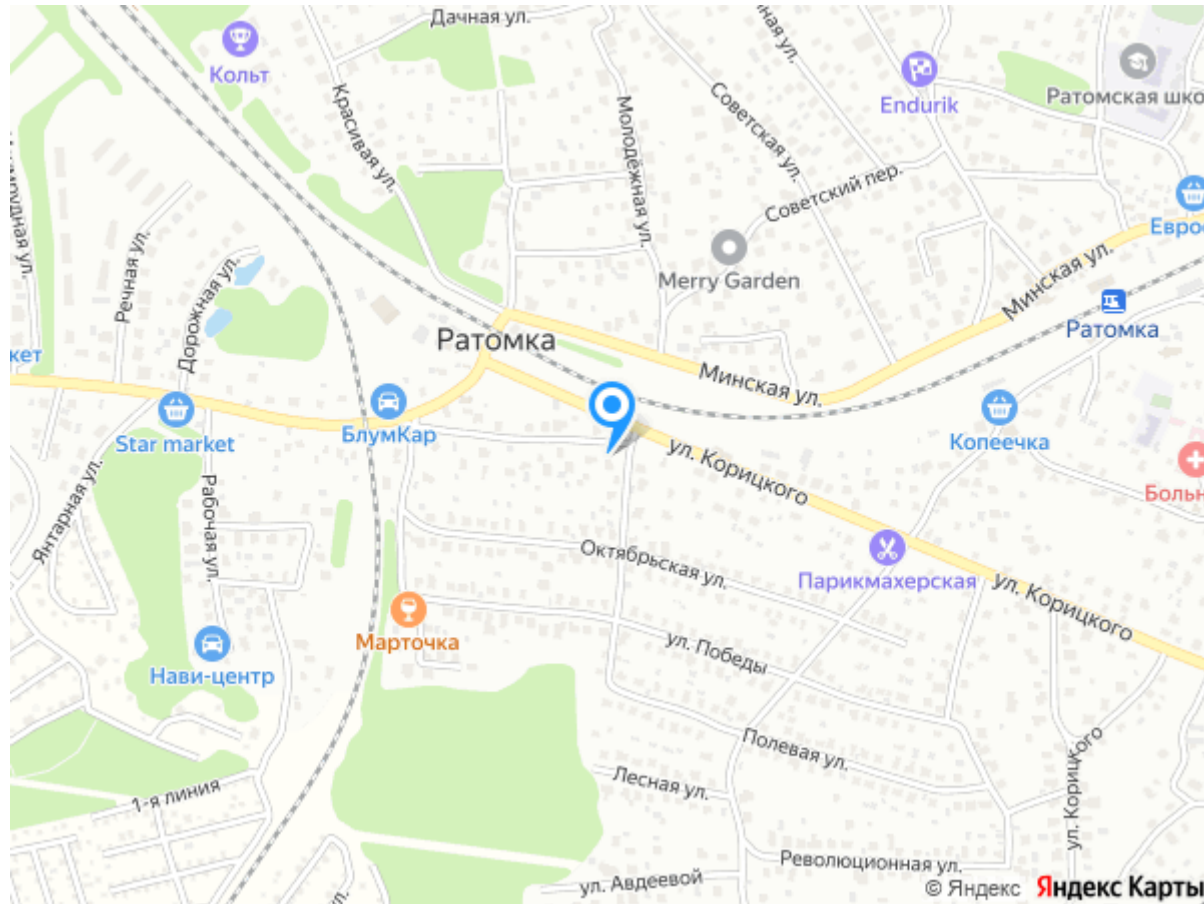 Дачная ул.
Кольт
Красивая ул.
Молодёжная ул.
Советская ул.
Endurik
Ратомская шко
Советский пер.
Речная ул.
Дорожная ул.
Merry Garden
Евро
Минская ул.
Ратомка
Ратомка
кет
Минская ул.
Star market
БлумКар
Копеечка
ул. Корицкого
Больн
Янтарная ул.
Рабочая ул.
Октябрьская ул.
Парикмахерская
ул. Корицкого
Марточка
ул. Победы
Нави-центр
Полевая ул.
Лесная ул.
1-я линия
ул. Корицкого
Революционная ул.
ул. Авдеевой
ул.
© Яндекс Яндекс Карты